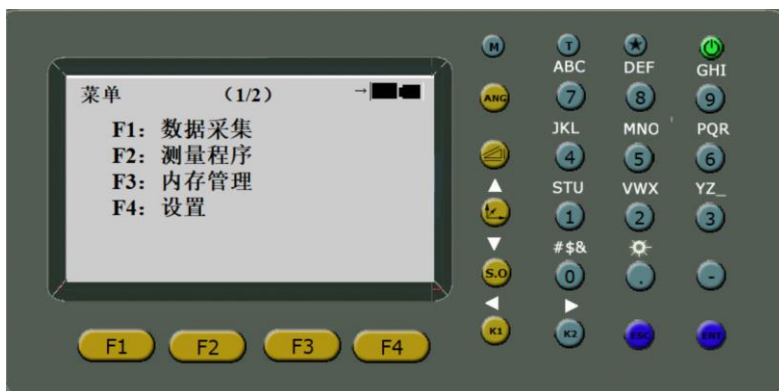 菜单 （1/2） →
F1：数据采集
F2：测量程序
F3：内存管理
F4：设置
F1 F2 F3 F4
M T ★
ABC DEF GHI
ANG 7 8 9
JKL MNO PQR
4 5 6
STU VWX YZ_
1 2 3
#$&
S.O 0 . -
K1 K2 ESC ENT